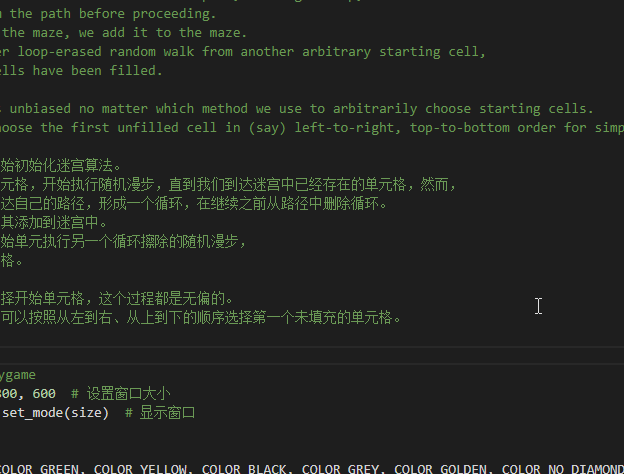 the path before proceeding.
the maze, we add it to the maze.
loop-erased random walk from another arbitrary starting cell,
have been filled.
unbiased no matter which method we use to arbitrarily choose starting cells.
the first unfilled cell in (say) left-to-right, top-to-bottom order for
始初始化迷宫算法。
元格，开始执行随机漫步，直到我们到达迷宫中已经存在的单元格，然而，
达自己的路径，形成一个循环，在继续之前从路径中删除循环。
其添加到迷宫中。
始单元执行另一个循环擦除的随机漫步，
格。
择开始单元格，这个过程都是无偏的。
可以按照从左到右、从上到下的顺序选择第一个未填充的单元格。
ygame
800, 600 # 设置窗口大小
set_mode(size) # 显示窗口
COLOR_GREEN, COLOR_YELLOW, COLOR_BLACK, COLOR_GREY, COLOR_GOLDEN, COLOR_NO_DIAMOND